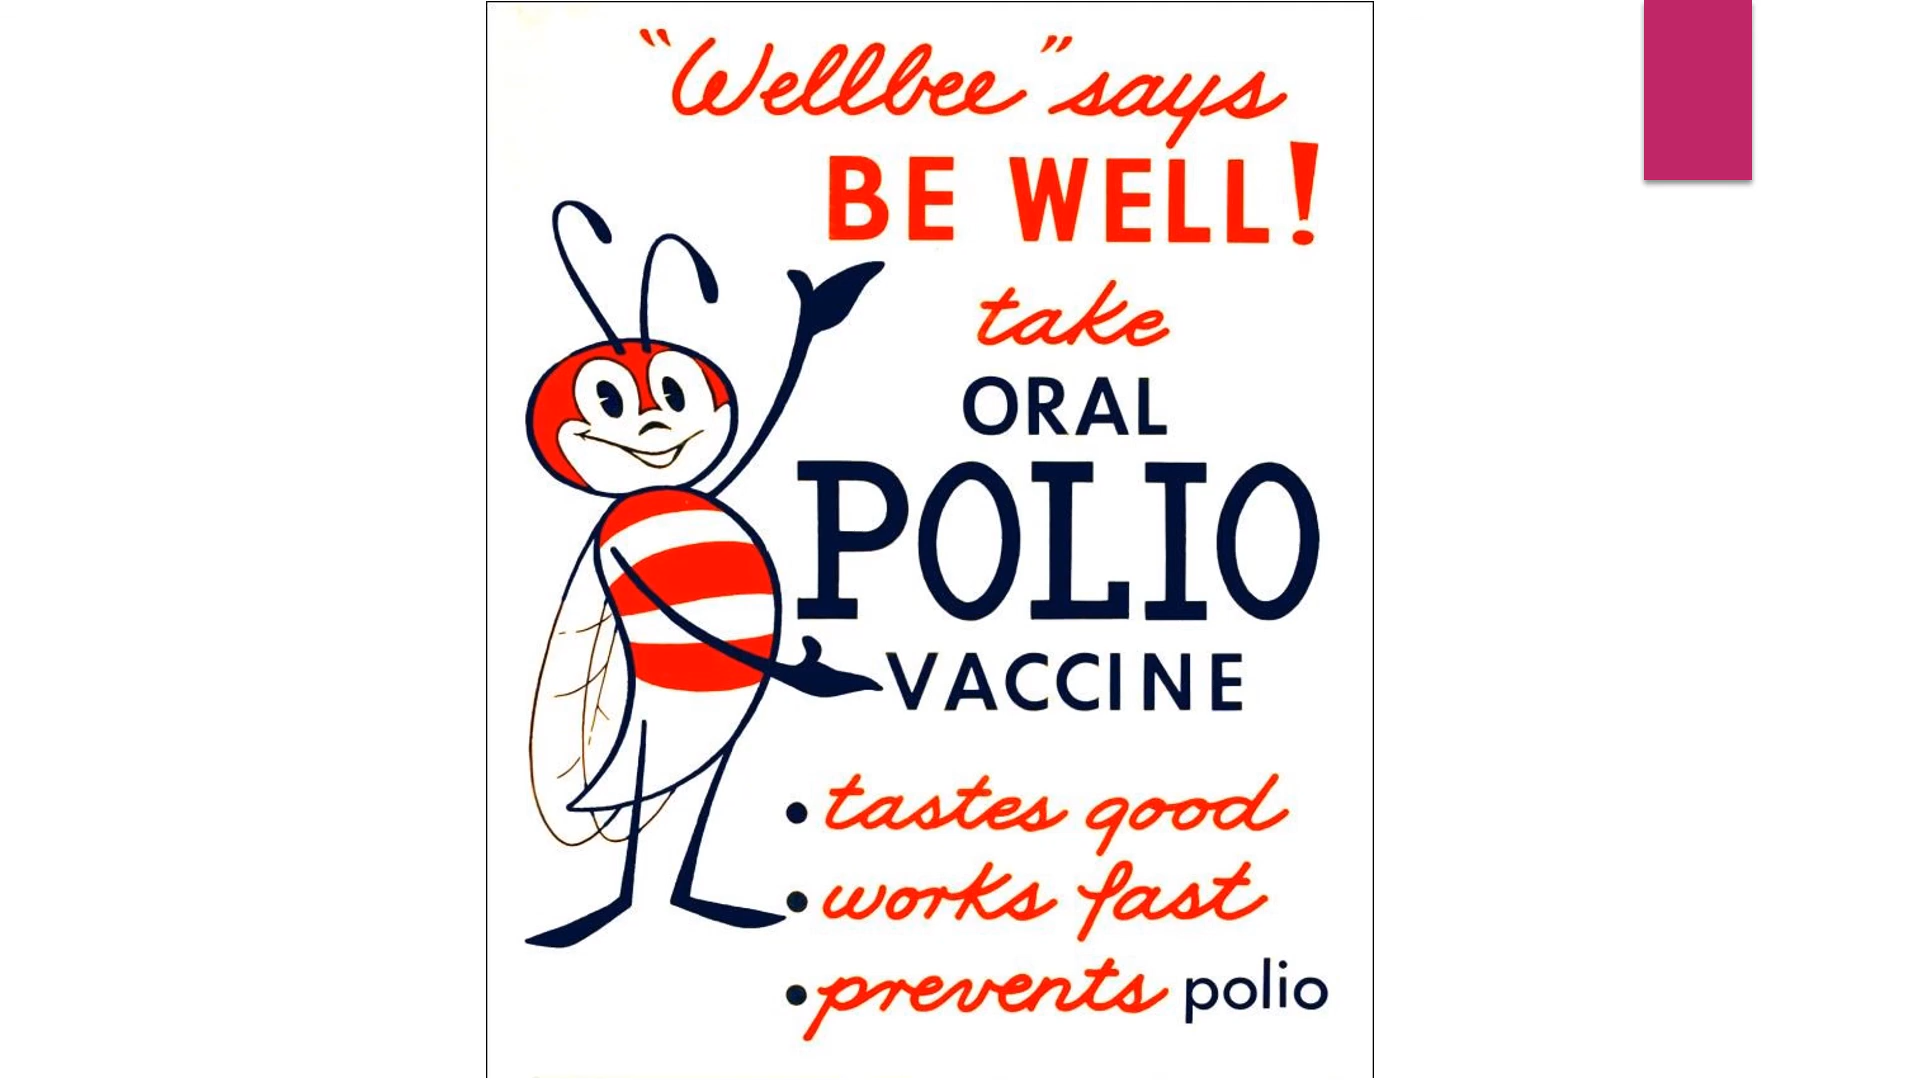 "Wellbee" says
BE WELL!
take
ORAL
POLIO
VACCINE
• tastes good
• works fast
• prevents polio